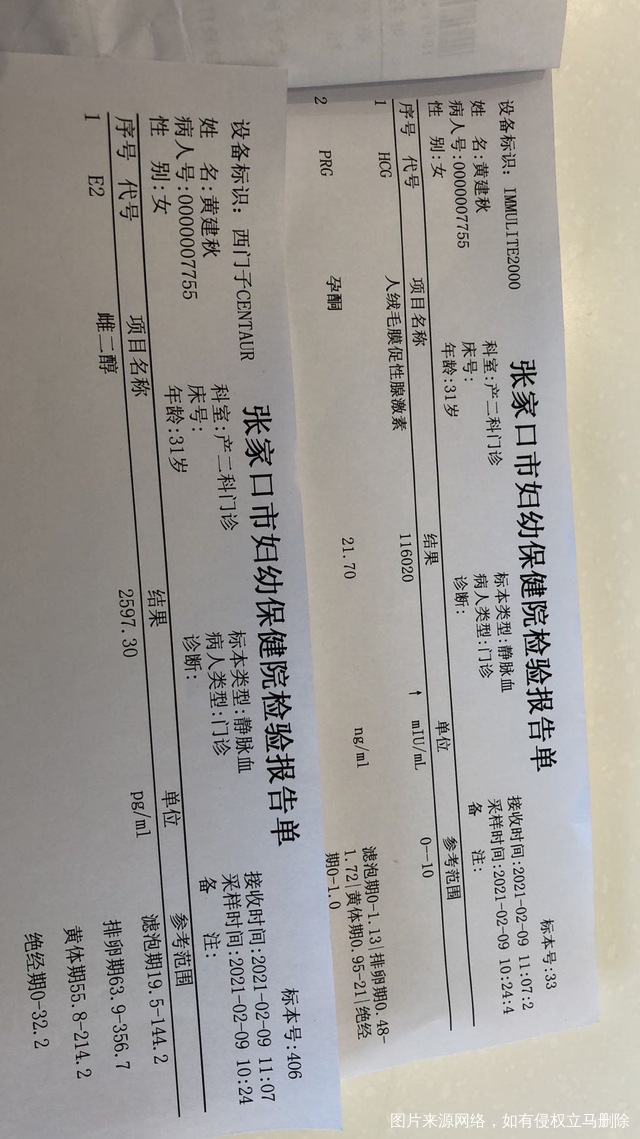 张家口市妇幼保健院检验报告单
标本号:33
设备标识: IMMULITE2000
姓 名:黄建秋 科室:产二科门诊 标本类型:静脉血 接收时间:2021-02-09 11:07:2
病人号:0000007755 床号: 病人类型:门诊 采样时间:2021-02-09 10:24:4
性 别:女 年龄:31岁 诊断: 备 注:
序号 代号 项目名称 结果 单位 参考范围
1 HCG 人绒毛膜促性腺激素 116020 ↑ mIU/mL 0--10
2 PRG 孕酮 21.70 ng/ml 滤泡期0-1.13|排卵期0.48-
1.72|黄体期0.95-21|绝经
期0-1.0
张家口市妇幼保健院检验报告单
标本号:406
设备标识: 西门子CENTAUR
姓 名:黄建秋 科室:产二科门诊 标本类型:静脉血 接收时间:2021-02-09 11:07
病人号:0000007755 床号: 病人类型:门诊 采样时间:2021-02-09 10:24
性 别:女 年龄:31岁 诊断: 备 注:
序号 代号 项目名称 结果 单位 参考范围
1 E2 雌二醇 2597.30 pg/ml 滤泡期19.5-144.2
排卵期63.9-356.7
黄体期55.8-214.2
绝经期0-32.2
图片来源网络，如有侵权立马删除